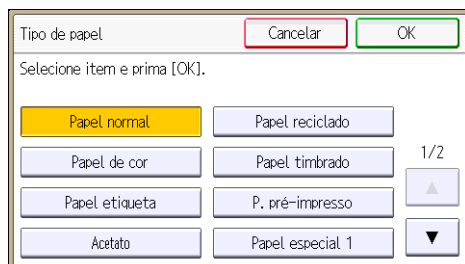 Tipo de papel Cancelar OK
Selecione item e prima [OK].
Papel normal Papel reciclado
Papel de cor Papel timbrado 1/2
Papel etiqueta P. pré-impresso
Acetato Papel especial 1